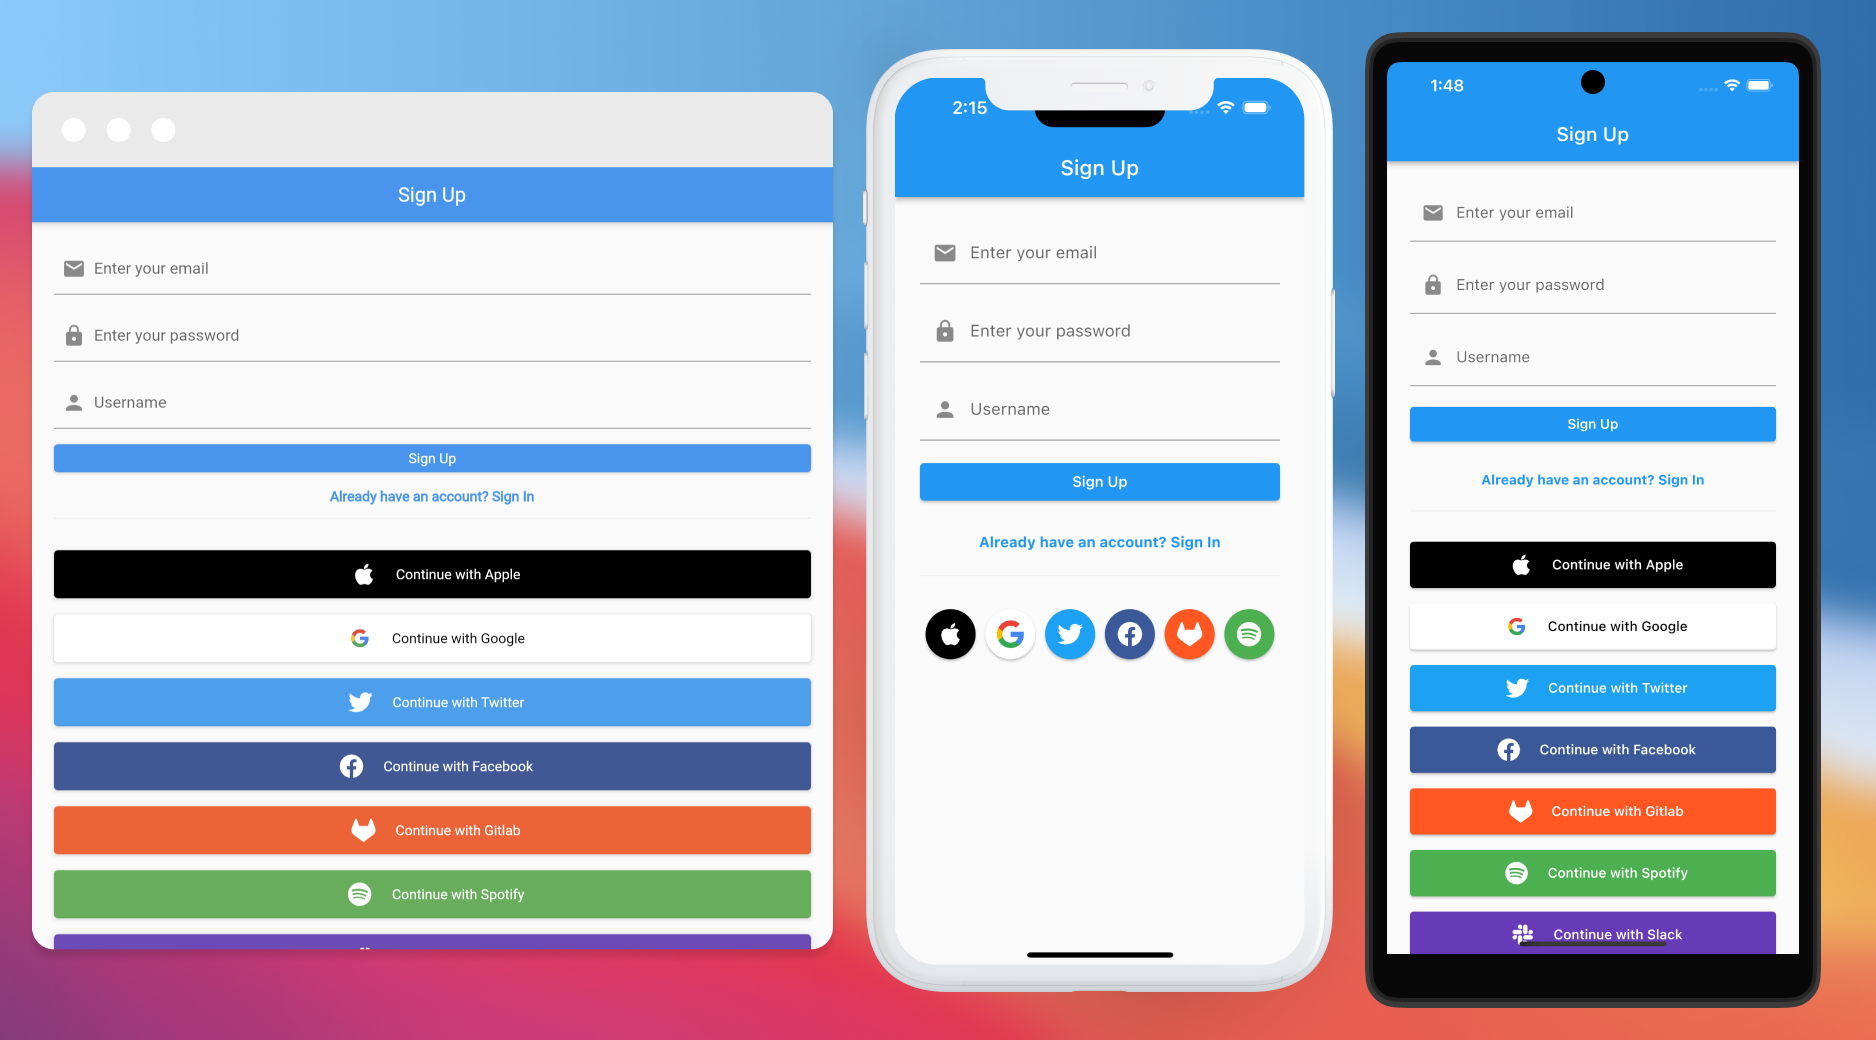 Sign Up
Enter your email
Enter your password
Username
Sign Up
Already have an account? Sign In
Continue with Apple
Continue with Google
Continue with Twitter
Continue with Facebook
Continue with Gitlab
Continue with Spotify
2:15
Sign Up
Enter your email
Enter your password
Username
Sign Up
Already have an account? Sign In
1:48
Sign Up
Enter your email
Enter your password
Username
Sign Up
Already have an account? Sign In
Continue with Apple
Continue with Google
Continue with Twitter
Continue with Facebook
Continue with Gitlab
Continue with Spotify
Continue with Slack